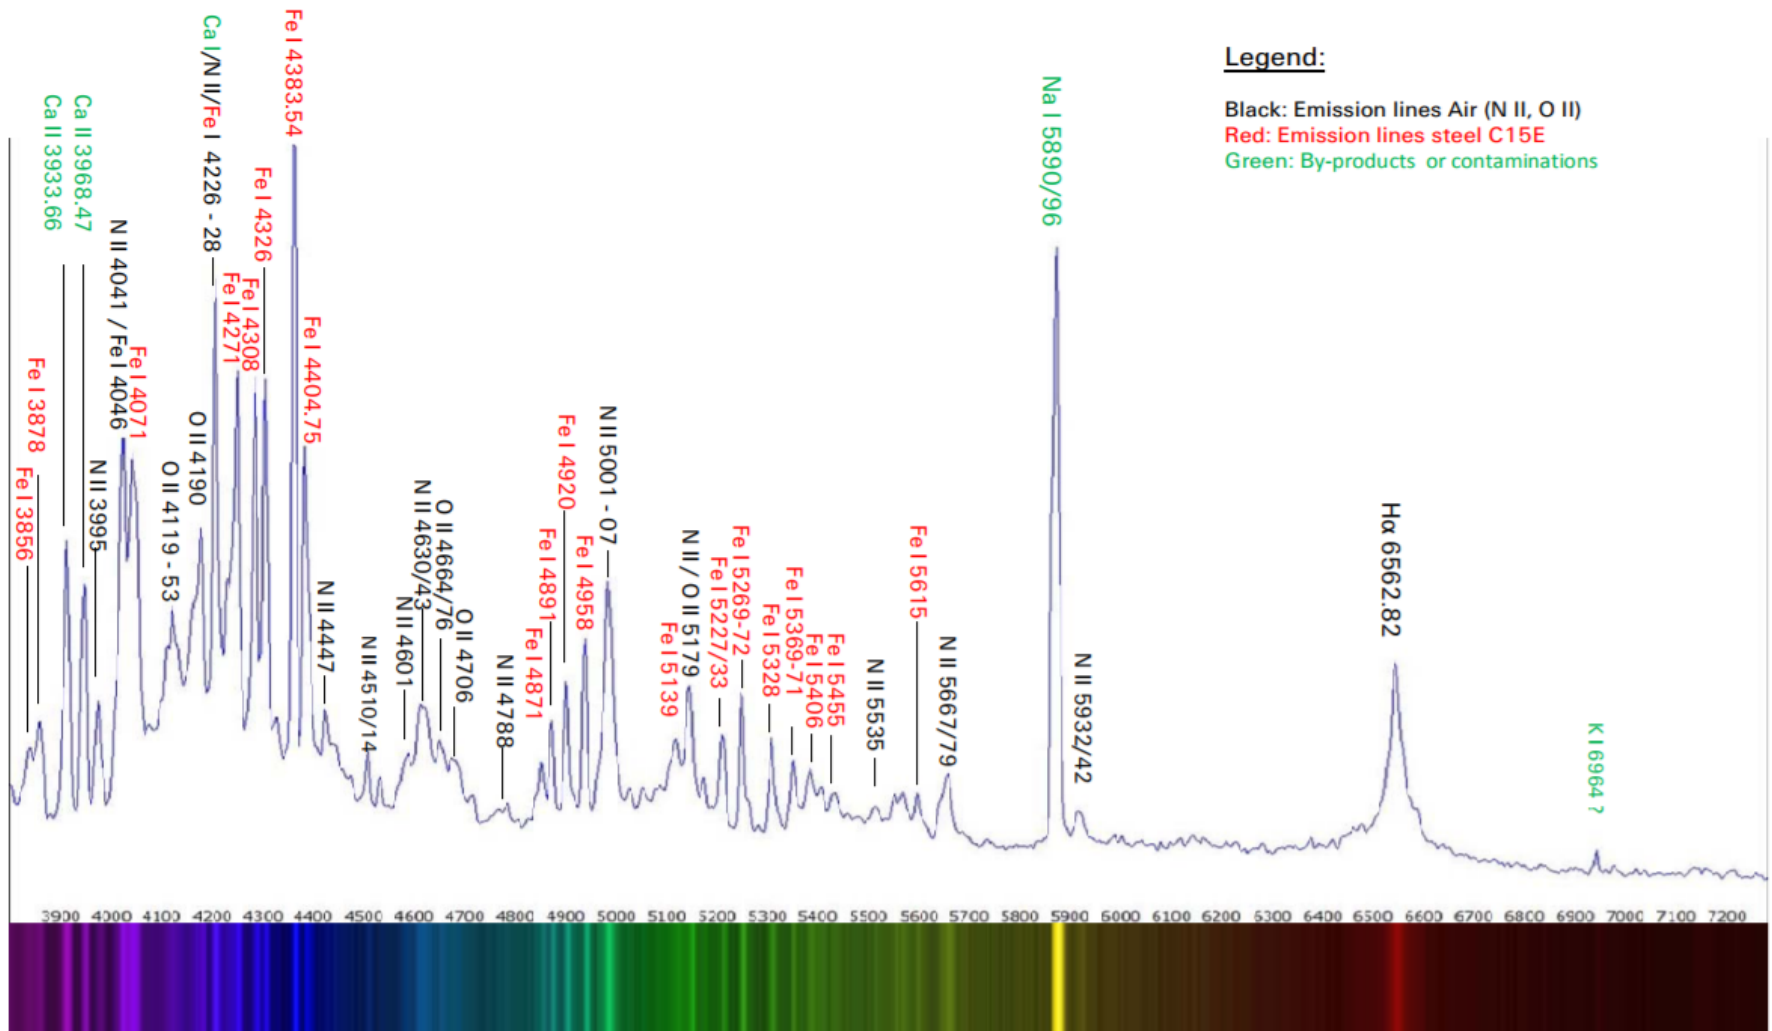 Legend:
Black: Emission lines Air (N II, O II)
Red: Emission lines steel C15E
Green: By-products or contaminations
Fe I 3856
Fe I 3878
Ca II 3933.66
Ca II 3968.47
N II 3995
N II 4041 / Fe I 4046
Fe I 4071
O II 4119 - 53
O II 4190
Ca I/N II/Fe I 4226 - 28
Fe I 4271
Fe I 4308
Fe I 4326
Fe I 4383.54
Fe I 4404.75
N II 4447
N II 4510/14
N II 4601
N II 4630/43
O II 4664/76
O II 4706
N II 4788
Fe I 4871
Fe I 4891
Fe I 4920
Fe I 4958
N II 5001 - 07
Fe I 5139
N II / O II 5179
Fe I 5227/33
Fe I 5269-72
Fe I 5328
Fe I 5369-71
Fe I 5406
Fe I 5455
N II 5535
Fe I 5615
N II 5667/79
Na I 5890/96
N II 5932/42
Hα 6562.82
K I 6964 ?
3900 4000 4100 4200 4300 4400 4500 4600 4700 4800 4900 5000 5100 5200 5300 5400 5500 5600 5700 5800 5900 6000 6100 6200 6300 6400 6500 6600 6700 6800 6900 7000 7100 7200